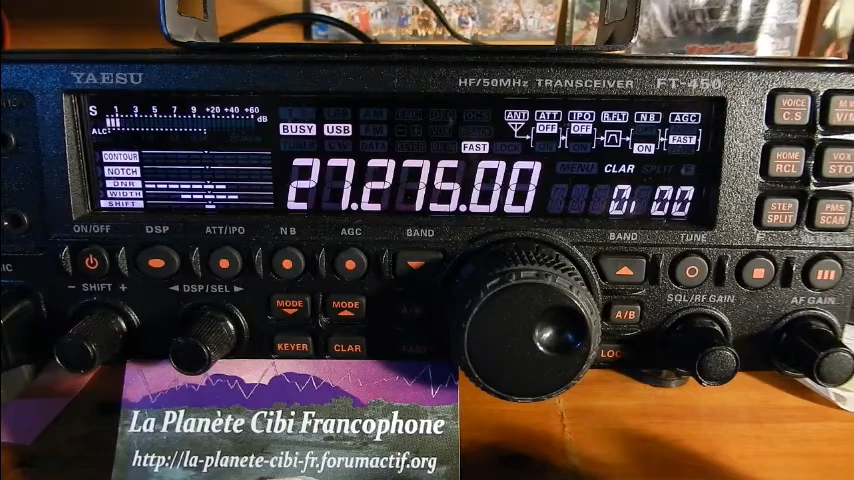 YAESU
HF/50MHz TRANSCEIVER FT-450
S 1 3 5 7 9 +20 +40 +60 dB
ALC
BUSY USB
FAST
ANT ATT IPO R.FLT NB AGC
OFF OFF ON FAST
MENU CLAR SPLIT
CONTOUR
NOTCH
DNR
WIDTH
SHIFT
27.275.00
0.00
VOICE
C.S
HOME
RCL
VOX
STEP
SPLIT
PMS
SCAN
ON/OFF DSP ATT/IPO NB AGC BAND
BAND TUNE
- SHIFT + DSP/SEL
MODE MODE
A/B
SQL/RF GAIN AF GAIN
KEYER CLAR
La Planète Cibi Francophone
http://la-planete-cibi-fr.forumactif.org